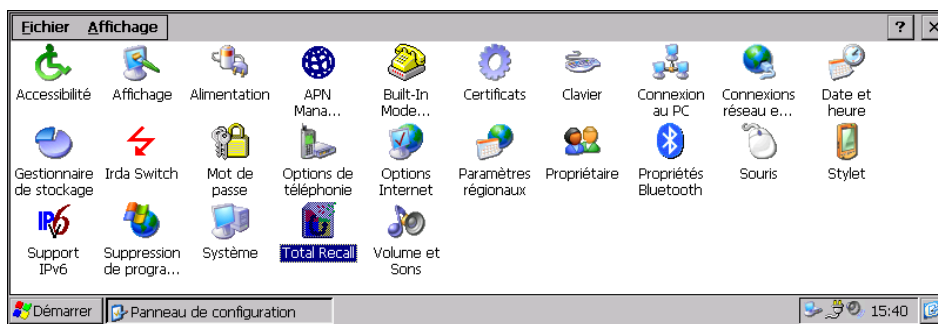 Fichier Affichage ?
Accessibilité Affichage Alimentation APN Mana... Built-In Mode... Certificats Clavier Connexion au PC Connexions réseau e... Date et heure
Gestionnaire de stockage Irda Switch Mot de passe Options de téléphonie Options Internet Paramètres régionaux Propriétaire Propriétés Bluetooth Souris Stylet
IPv6 Support IPv6 Suppression de progra... Système Total Recall Volume et Sons
Démarrer Panneau de configuration 15:40